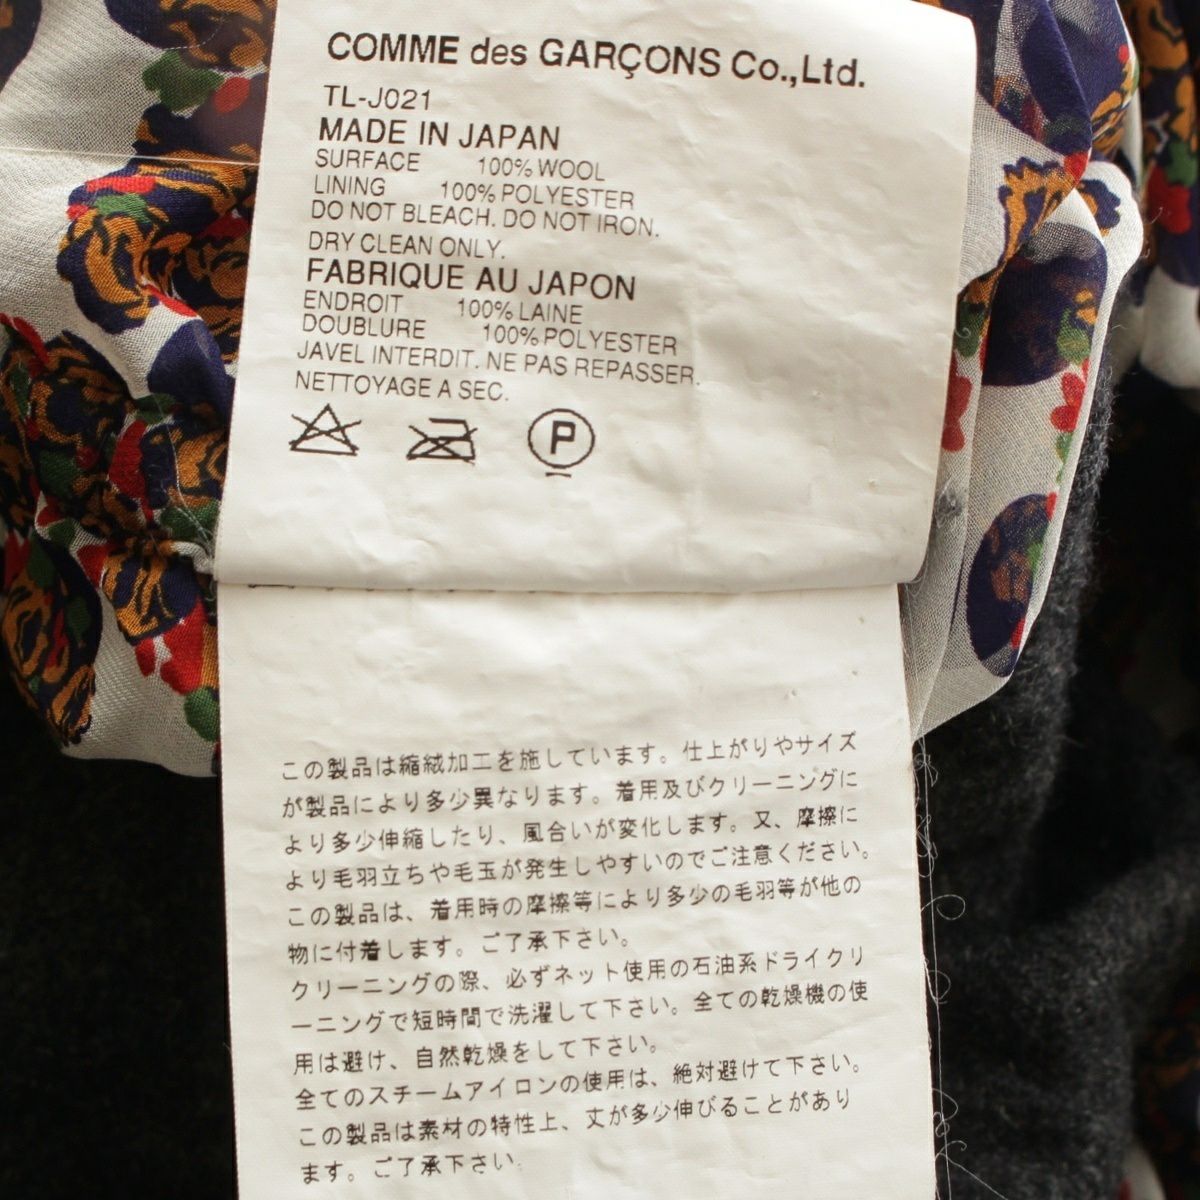 COMME des GARÇONS Co.,Ltd.
TL-J021
MADE IN JAPAN
SURFACE 100% WOOL
LINING 100% POLYESTER
DO NOT BLEACH. DO NOT IRON.
DRY CLEAN ONLY.
FABRIQUE AU JAPON
ENDROIT 100% LAINE
DOUBLURE 100% POLYESTER
JAVEL INTERDIT. NE PAS REPASSER.
NETTOYAGE A SEC.
P
この製品は縮絨加工を施しています。仕上がりやサイズ
が製品により多少異なります。着用及びクリーニングに
より多少伸縮したり、風合いが変化します。又、摩擦に
より毛羽立ちや毛玉が発生しやすいのでご注意ください。
この製品は、着用時の摩擦等により多少の毛羽等が他の
物に付着します。ご了承下さい。
クリーニングの際、必ずネット使用の石油系ドライクリ
ーニングで短時間で洗濯して下さい。全ての乾燥機の使
用は避け、自然乾燥をして下さい。
全てのスチームアイロンの使用は、絶対避けて下さい。
この製品は素材の特性上、丈が多少伸びることがあり
ます。ご了承下さい。